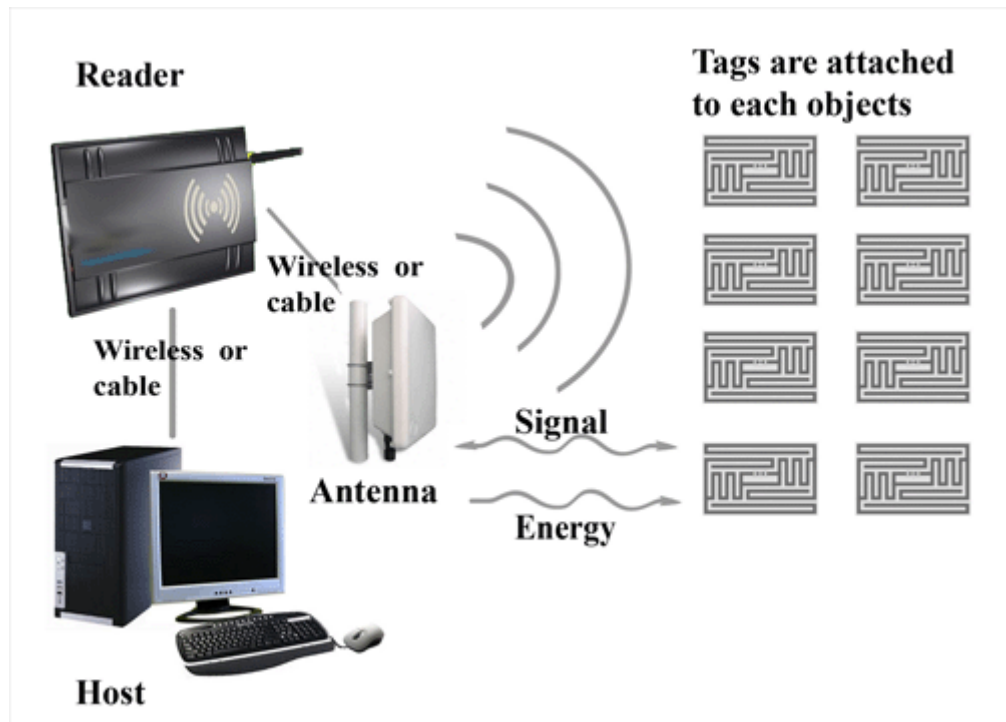 Reader
Tags are attached
to each objects
Wireless or
cable
Wireless or
cable
Signal
Antenna
Energy
Host